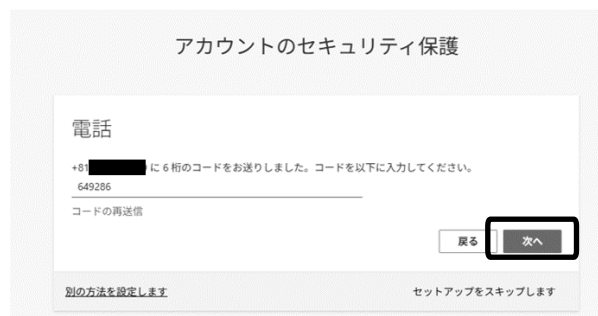 アカウントのセキュリティ保護
電話
+81 に 6 桁のコードをお送りしました。コードを以下に入力してください。
649286
コードの再送信
戻る 次へ
別の方法を設定します セットアップをスキップします